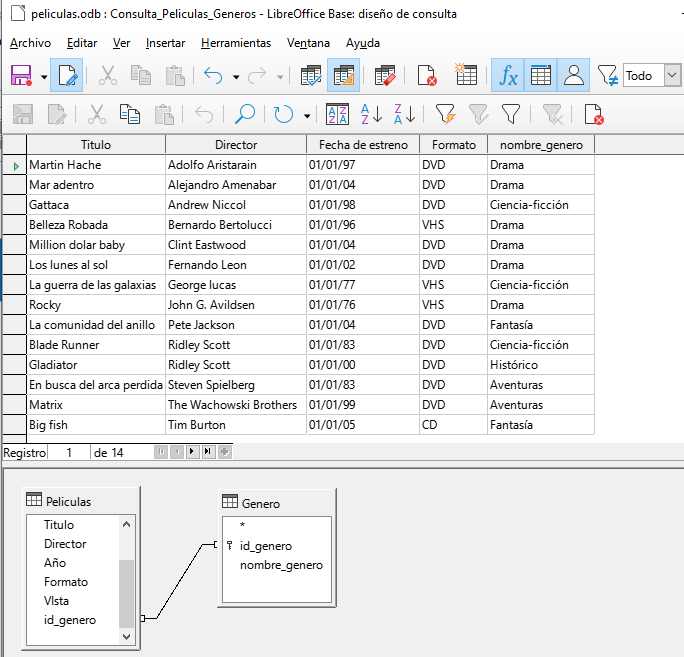 peliculas.odb : Consulta_Peliculas_Generos - LibreOffice Base: diseño de consulta
Archivo Editar Ver Insertar Herramientas Ventana Ayuda
fx Todo
Titulo Director Fecha de estreno Formato nombre_genero
Martin Hache Adolfo Aristarain 01/01/97 DVD Drama
Mar adentro Alejandro Amenabar 01/01/04 DVD Drama
Gattaca Andrew Niccol 01/01/98 DVD Ciencia-ficción
Belleza Robada Bernardo Bertolucci 01/01/96 VHS Drama
Million dolar baby Clint Eastwood 01/01/04 DVD Drama
Los lunes al sol Fernando Leon 01/01/02 DVD Drama
La guerra de las galaxias George lucas 01/01/77 VHS Ciencia-ficción
Rocky John G. Avildsen 01/01/76 VHS Drama
La comunidad del anillo Pete Jackson 01/01/04 DVD Fantasía
Blade Runner Ridley Scott 01/01/83 DVD Ciencia-ficción
Gladiator Ridley Scott 01/01/00 DVD Histórico
En busca del arca perdida Steven Spielberg 01/01/83 DVD Aventuras
Matrix The Wachowski Brothers 01/01/99 DVD Aventuras
Big fish Tim Burton 01/01/05 CD Fantasía
Registro 1 de 14
Peliculas
Titulo
Director
Año
Formato
VIsta
id_genero
Genero
*
id_genero
nombre_genero